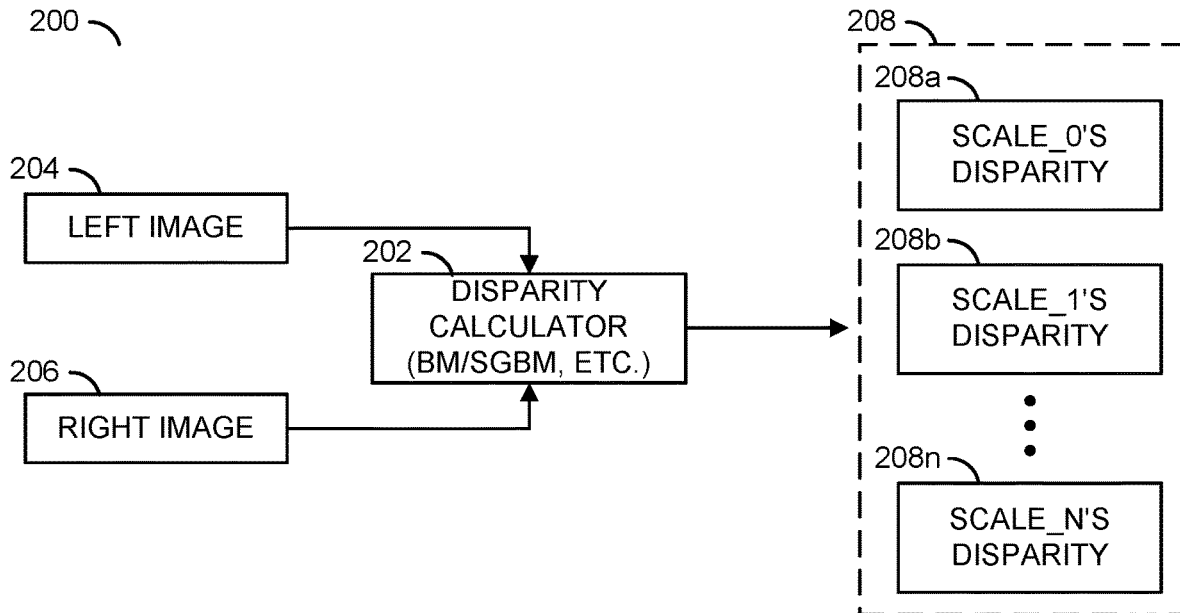 200
208
208a
SCALE_0'S
DISPARITY
204
LEFT IMAGE
202
DISPARITY
CALCULATOR
(BM/SGBM, ETC.)
208b
SCALE_1'S
DISPARITY
206
RIGHT IMAGE
208n
SCALE_N'S
DISPARITY